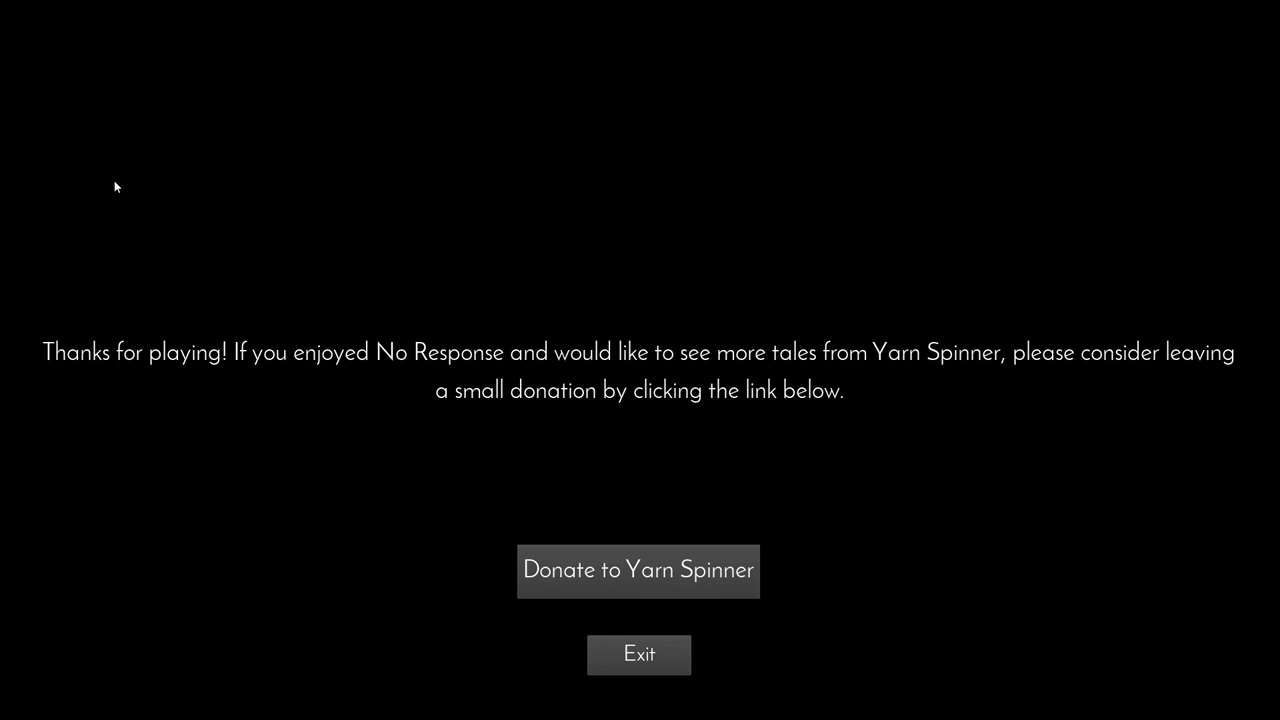 Thanks for playing! If you enjoyed No Response and would like to see more tales from Yarn Spinner, please consider leaving
a small donation by clicking the link below.
Donate to Yarn Spinner
Exit